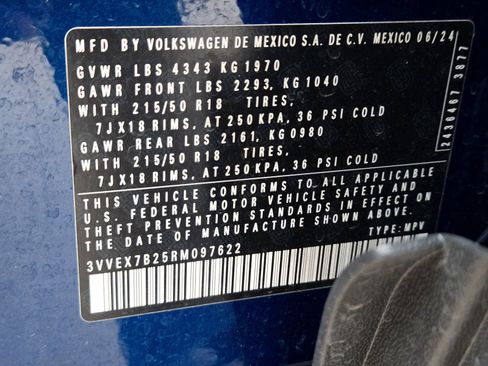 MFD BY VOLKSWAGEN DE MEXICO S.A. DE C.V. MEXICO 06/24
GVWR LBS 4343 KG 1970
GAWR FRONT LBS 2293, KG 1040
WITH 215/50 R18 TIRES,
7JX18 RIMS, AT 250 KPA, 36 PSI COLD
GAWR REAR LBS 2161, KG 0980
WITH 215/50 R18 TIRES,
7JX18 RIMS, AT 250 KPA, 36 PSI COLD
THIS VEHICLE CONFORMS TO ALL APPLICABLE
U.S. FEDERAL MOTOR VEHICLE SAFETY AND
THEFT PREVENTION STANDARDS IN EFFECT ON
THE DATE OF MANUFACTURE SHOWN ABOVE.
3VVEX7B25RM097622
TYPE: MPV
2436467 3877